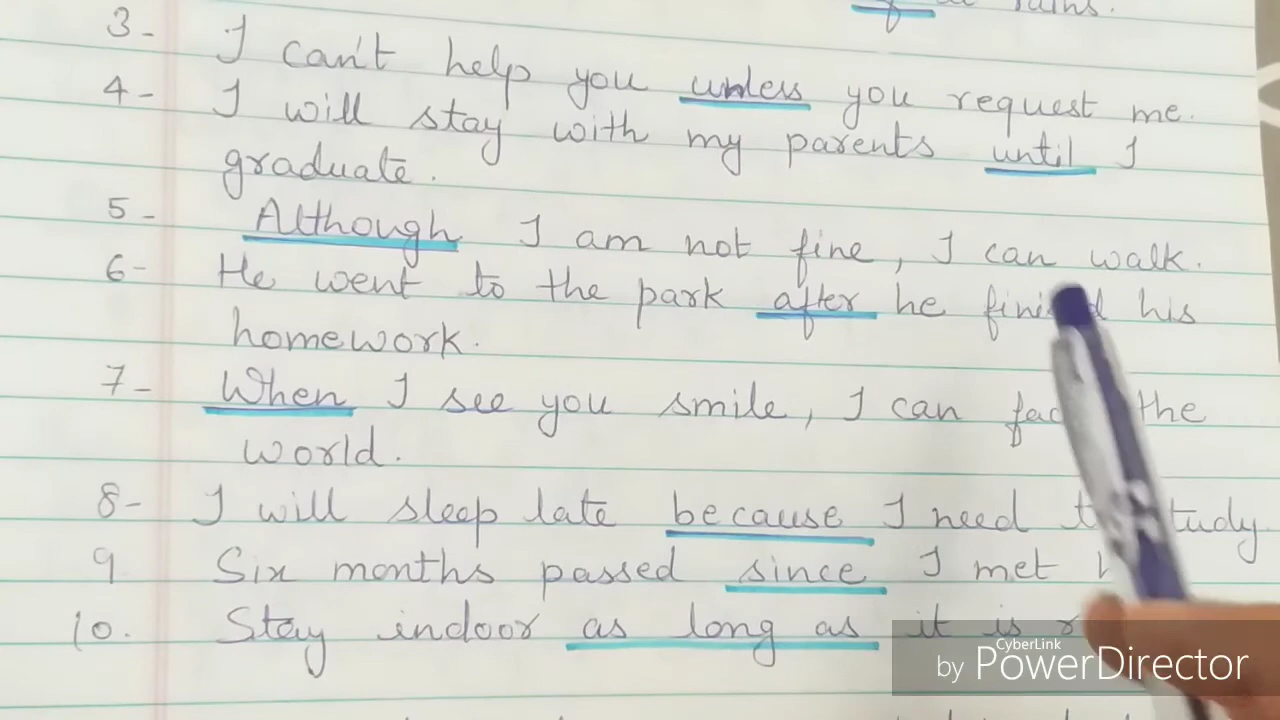 3- I can't help you unless you request me.
4- I will stay with my parents until I
graduate.
5- Although I am not fine, I can walk.
6- He went to the park after he his
homework.
7- When I see you smile, I can the
world.
8- I will sleep late because I need study
9 Six months passed since I met
10. Stay indoor as long as it is
CyberLink
by PowerDirector